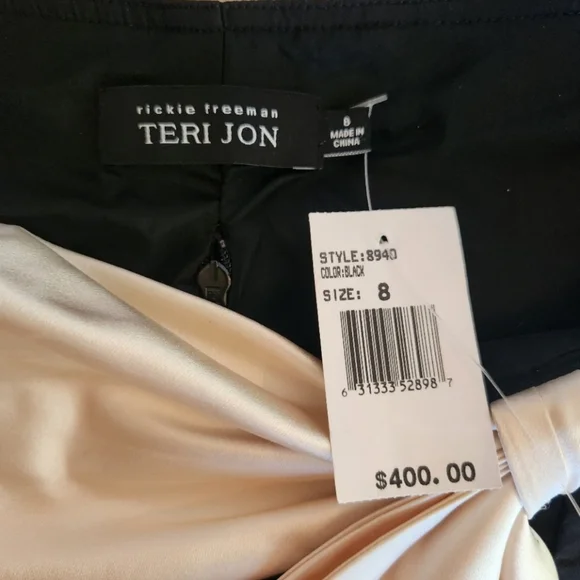 rickie freeman
TERI JON
8
MADE IN
CHINA
STYLE:8940
COLOR:BLACK
SIZE: 8
6 31333 52898 7
$400.00